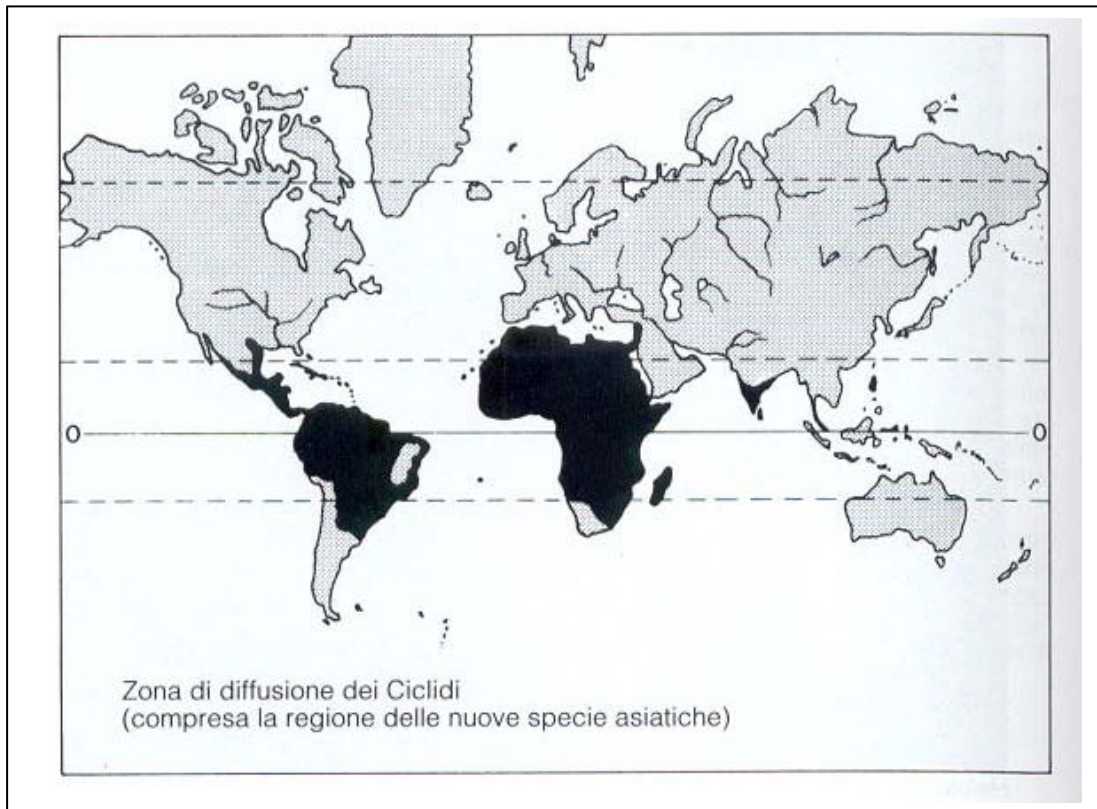 0 0
Zona di diffusione dei Ciclidi
(compresa la regione delle nuove specie asiatiche)